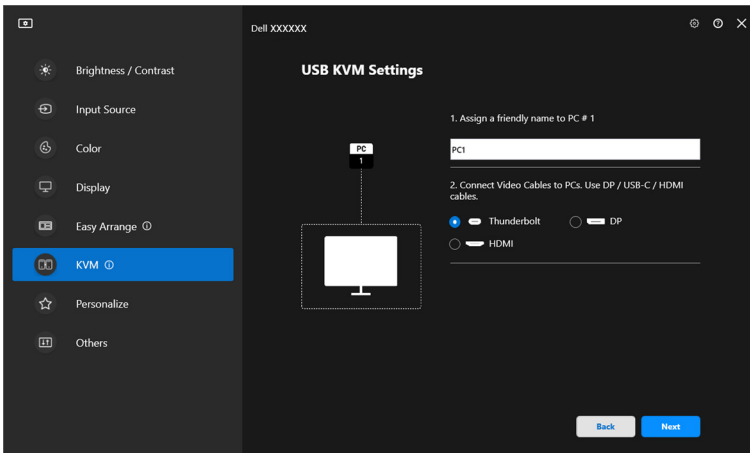 Dell XXXXXX
Brightness / Contrast
Input Source
Color
Display
Easy Arrange
KVM
Personalize
Others
USB KVM Settings
PC
1
1. Assign a friendly name to PC # 1
PC1
2. Connect Video Cables to PCs. Use DP / USB-C / HDMI
cables.
Thunderbolt
DP
HDMI
Back
Next